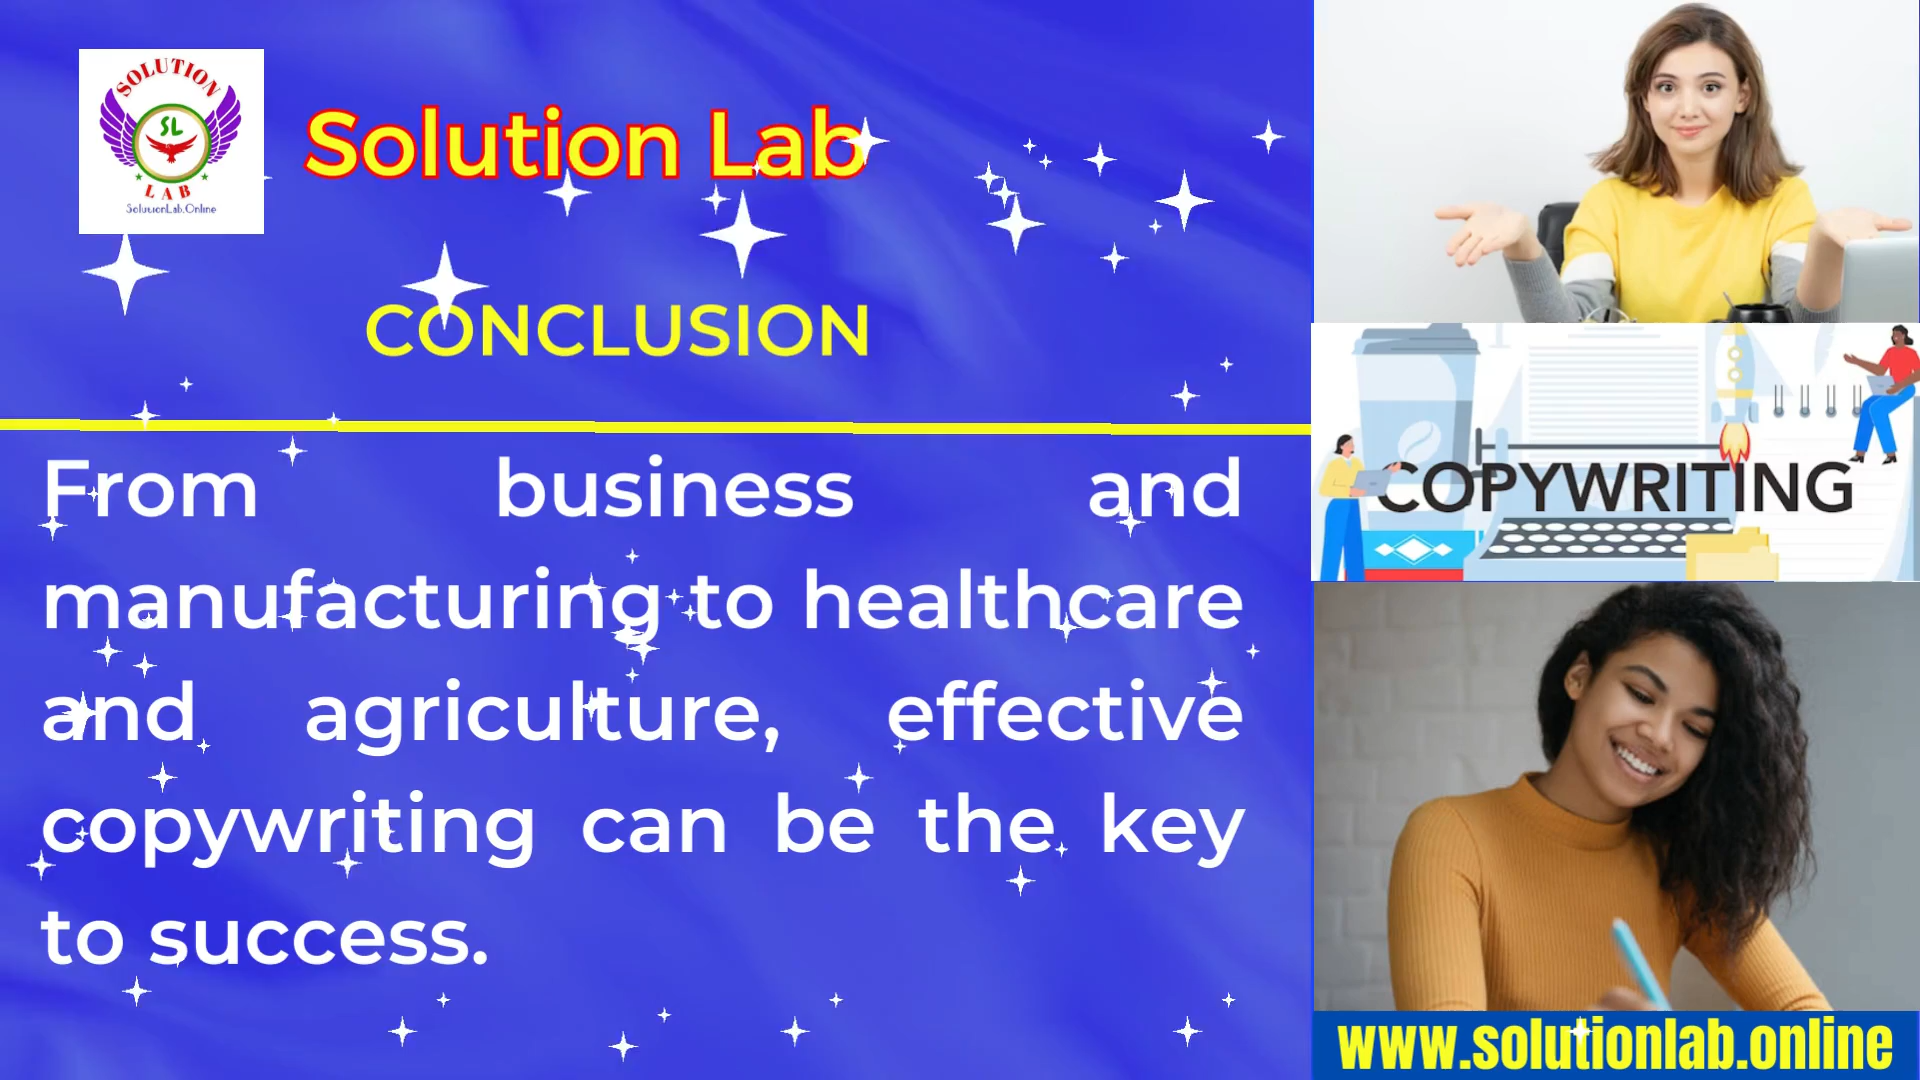 SOLUTION
SL
LAB
SolutionLab.Online
Solution Lab
CONCLUSION
From business and
manufacturing to healthcare
and agriculture, effective
copywriting can be the key
to success.
COPYWRITING
www.solutionlab.online